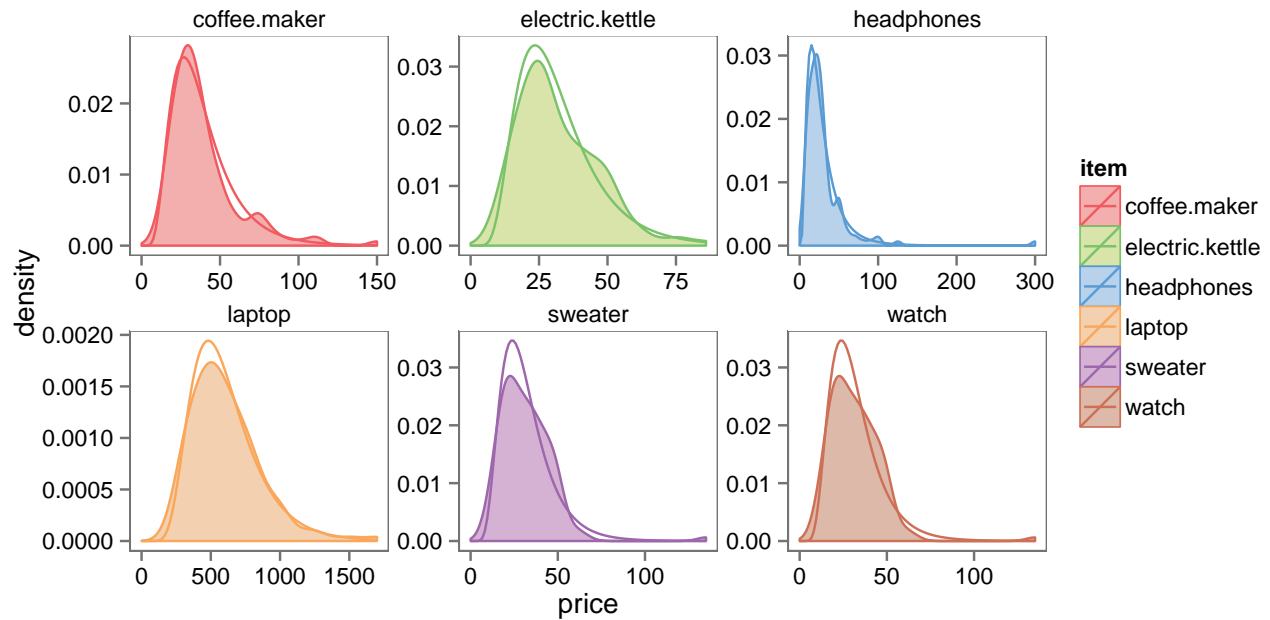 coffee.maker
electric.kettle
headphones
0.02
0.01
0.00
0 50 100 150
0.03
0.02
0.01
0.00
0 25 50 75
0.03
0.02
0.01
0.00
0 100 200 300
density
laptop
sweater
watch
0.0020
0.0015
0.0010
0.0005
0.0000
0 500 1000 1500
0.03
0.02
0.01
0.00
0 50 100
0.03
0.02
0.01
0.00
0 50 100
price
item
coffee.maker
electric.kettle
headphones
laptop
sweater
watch